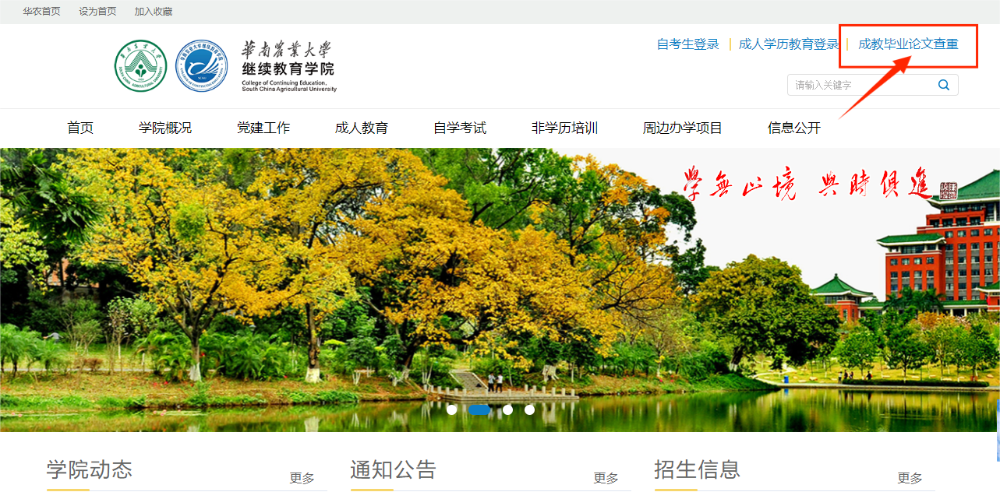 华农首页 设为首页 加入收藏
自考生登录 | 成人学历教育登录 | 成教毕业论文查重
華南农業大學
继续教育学院
College of Continuing Education,
South China Agricultural University
请输入关键字
首页 学院概况 党建工作 成人教育 自学考试 非学历培训 周边办学项目 信息公开
學無止境 與時俱進
学院动态 更多 通知公告 更多 招生信息 更多